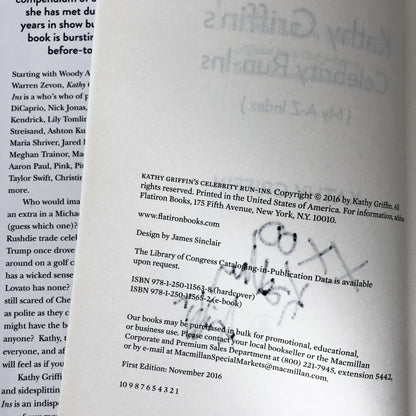 compendium of
she has met du
years in show bu
book is burstin
before-to
Starting with Woody A
Warren Zevon, Kathy
Ins is a who's who of p
DiCaprio, Nick Jonas,
Kendrick, Lily Tomlin
Streisand, Ashton Ku
Maria Shriver, Jared
Meghan Trainor, Ma
Aaron Paul, Pink, Pi
Taylor Swift, Christin
more.
Who would ima
an extra in a Michae
(guess which one)?
Rushdie trade celeb
Trump once drove
around on a golf c
has a wicked sense
Lovato has none?
still scared of Che
as polite as they c
might have the bo
anyone? Kathy, t
everyone, and aff
will feel as if you'
Kathy Griffin'
and sidesplitting
Ins is an indisp
of
Kathy Griffin's
Celebrity Run-Ins
(My A-Z Index)
KATHY GRIFFIN'S CELEBRITY RUN-INS. Copyright © 2016 by Kathy Griffin. All
rights reserved. Printed in the United States of America. For information, address
Flatiron Books, 175 Fifth Avenue, New York, N.Y. 10010.
www.flatironbooks.com
Design by James Sinclair
The Library of Congress Cataloging-in-Publication Data is available
upon request.
ISBN 978-1-250-11563-8 (hardcover)
ISBN 978-1-250-11565-2 (e-book)
Our books may be purchased in bulk for promotional, educational,
or business use. Please contact your local bookseller or the Macmillan
Corporate and Premium Sales Department at (800) 221-7945, extension 5442,
or by e-mail at MacmillanSpecialMarkets@macmillan.com.
First Edition: November 2016
10 9 8 7 6 5 4 3 2 1